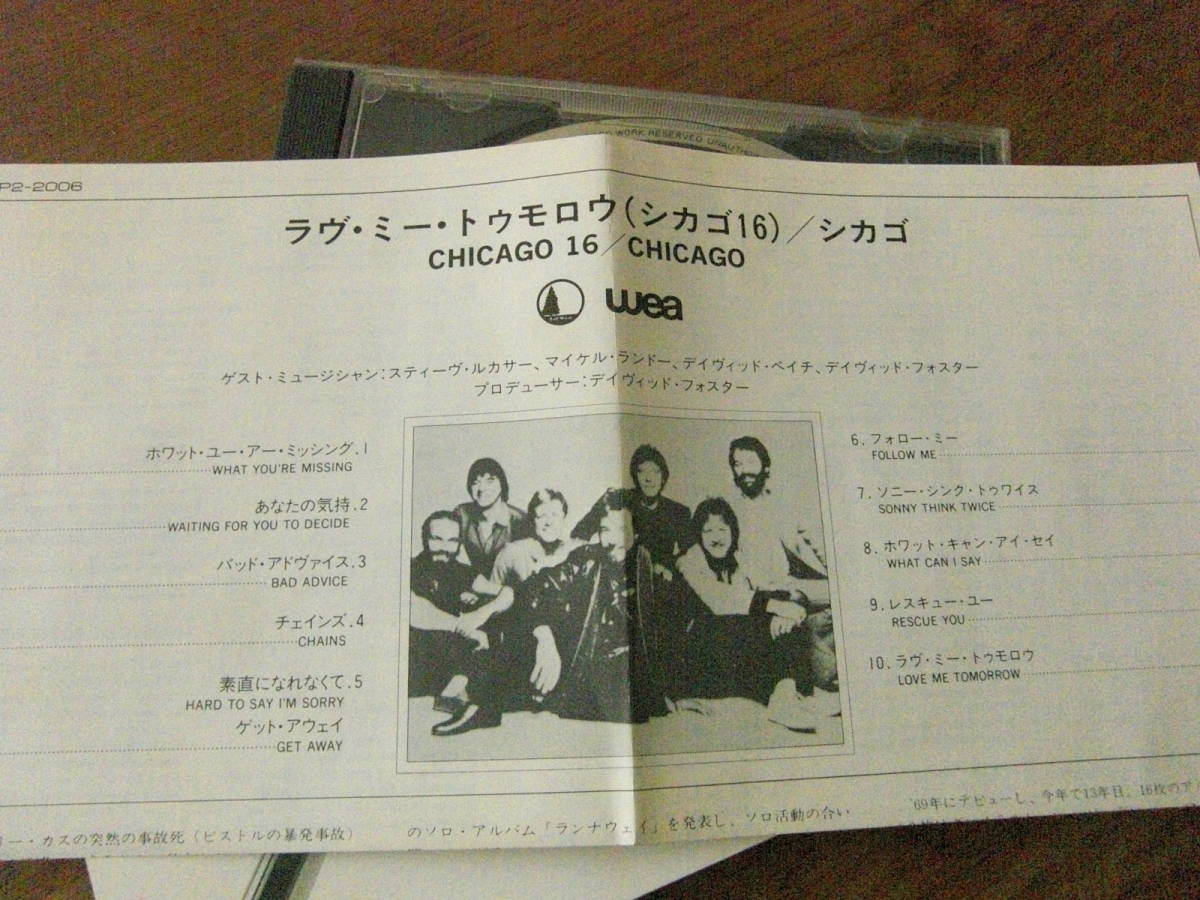 WORK RESERVED UNAUTH
P2-2006
ラヴ・ミー・トゥモロウ(シカゴ16)/シカゴ
CHICAGO 16/CHICAGO
wea
ゲスト・ミュージシャン:スティーヴ・ルカサー、マイケル・ランドー、デイヴィッド・ペイチ、デイヴィッド・フォスター
プロデューサー:デイヴィッド・フォスター
ホワット・ユー・アー・ミッシング.1
WHAT YOU'RE MISSING
あなたの気持.2
WAITING FOR YOU TO DECIDE
バッド・アドヴァイス.3
BAD ADVICE
チェインズ.4
CHAINS
素直になれなくて.5
HARD TO SAY I'M SORRY
ゲット・アウェイ
GET AWAY
6.フォロー・ミー
FOLLOW ME
7.ソニー・シンク・トゥワイス
SONNY THINK TWICE
8.ホワット・キャン・アイ・セイ
WHAT CAN I SAY
9.レスキュー・ユー
RESCUE YOU
10.ラヴ・ミー・トゥモロウ
LOVE ME TOMORROW
リー・カスの突然の事故死(ピストルの暴発事故)
のソロ・アルバム「ランナウェイ」を発表し、ソロ活動の合い
'69年にデビューし、今年で13年目、16枚のア